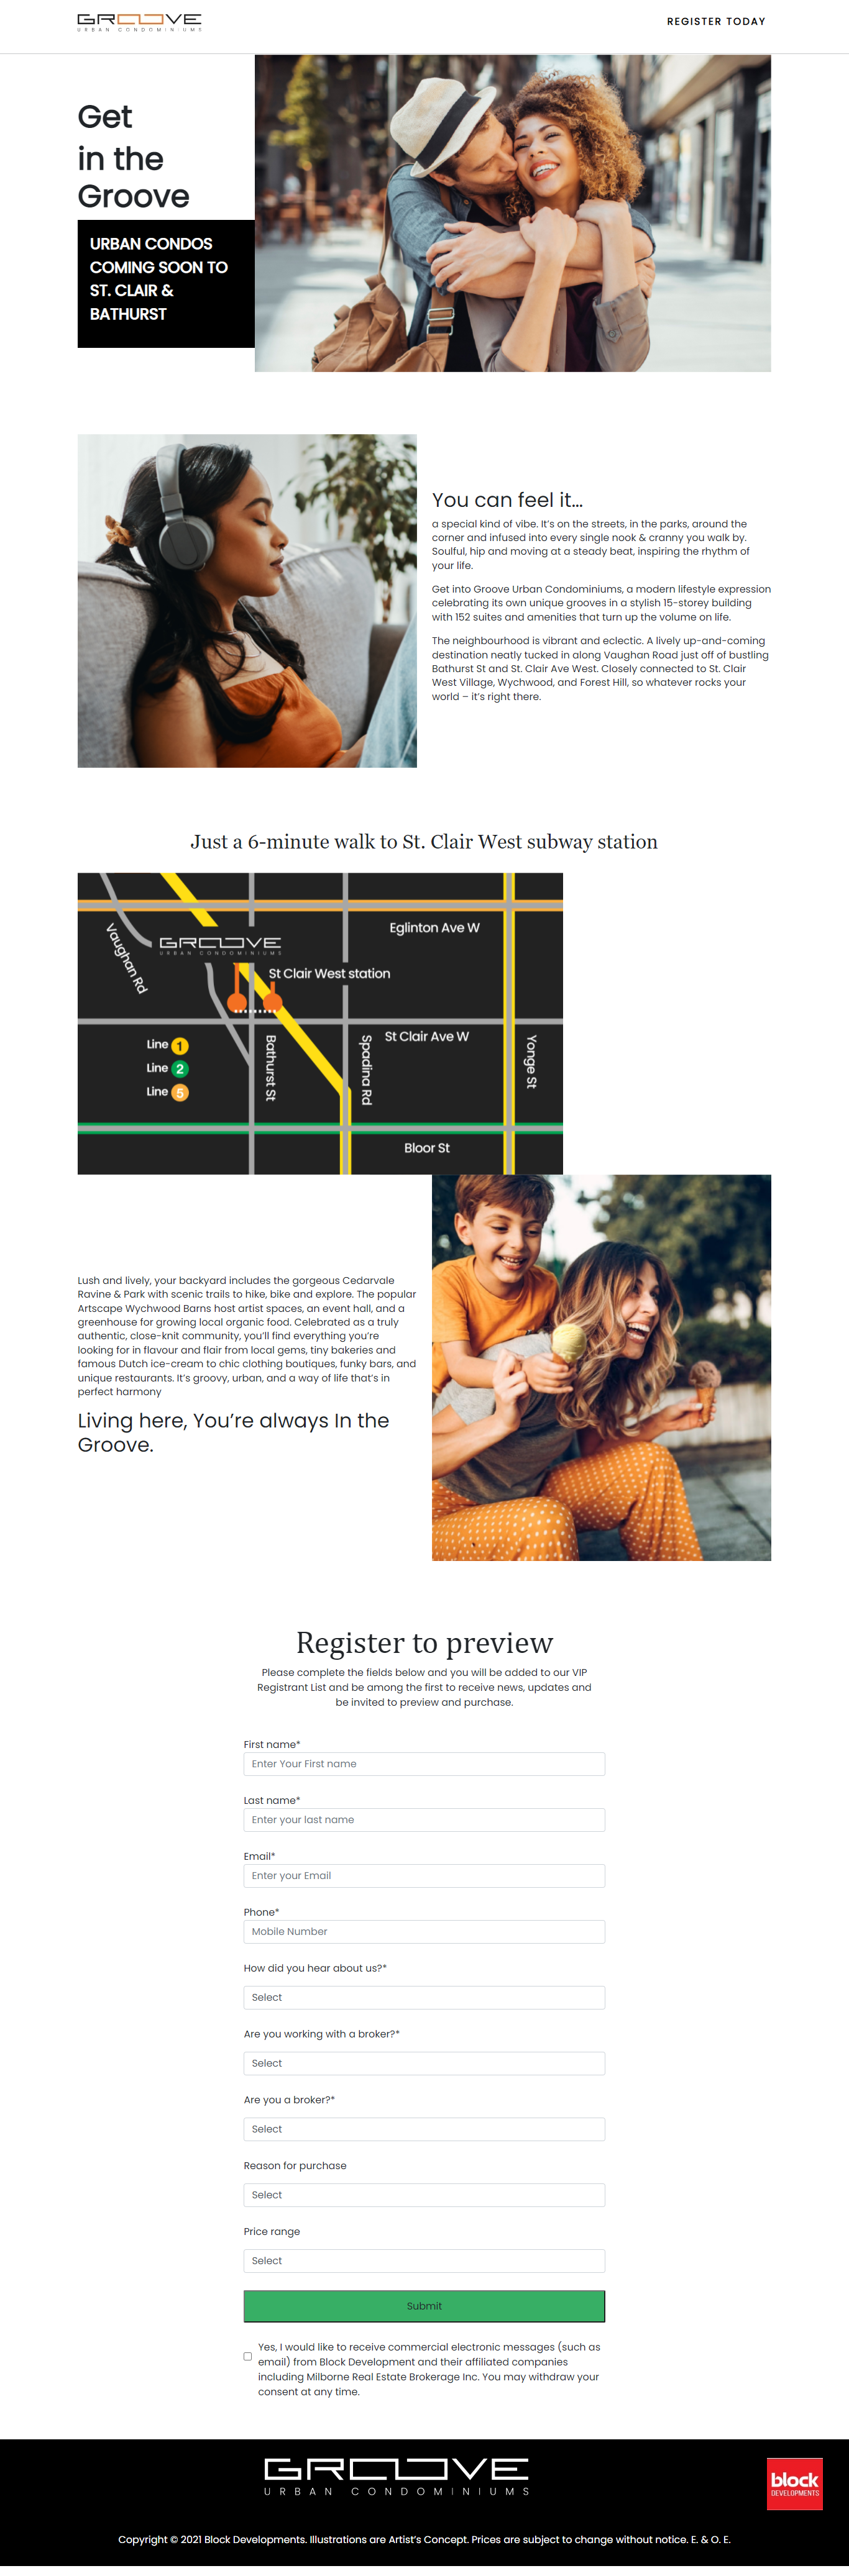 GROOVE
URBAN CONDOMINIUMS
REGISTER TODAY
Get
in the
Groove
URBAN CONDOS
COMING SOON TO
ST. CLAIR &
BATHURST
You can feel it...
a special kind of vibe. It's on the streets, in the parks, around the
corner and infused into every single nook & cranny you walk by.
Soulful, hip and moving at a steady beat, inspiring the rhythm of
your life.
Get into Groove Urban Condominiums, a modern lifestyle expression
celebrating its own unique grooves in a stylish 15-storey building
with 152 suites and amenities that turn up the volume on life.
The neighbourhood is vibrant and eclectic. A lively up-and-coming
destination neatly tucked in along Vaughan Road just off of bustling
Bathurst St and St. Clair Ave West. Closely connected to St. Clair
West Village, Wychwood, and Forest Hill, so whatever rocks your
world – it's right there.
Just a 6-minute walk to St. Clair West subway station
Vaughan Rd
Eglinton Ave W
GROOVE
URBAN CONDOMINIUMS
St Clair West station
St Clair Ave W
Line 1
Line 2
Line 5
Bathurst St
Spadina Rd
Yonge St
Bloor St
Lush and lively, your backyard includes the gorgeous Cedarvale
Ravine & Park with scenic trails to hike, bike and explore. The popular
Artscape Wychwood Barns host artist spaces, an event hall, and a
greenhouse for growing local organic food. Celebrated as a truly
authentic, close-knit community, you'll find everything you're
looking for in flavour and flair from local gems, tiny bakeries and
famous Dutch ice-cream to chic clothing boutiques, funky bars, and
unique restaurants. It's groovy, urban, and a way of life that's in
perfect harmony
Living here, You're always In the
Groove.
Register to preview
Please complete the fields below and you will be added to our VIP
Registrant List and be among the first to receive news, updates and
be invited to preview and purchase.
First name*
Enter Your First name
Last name*
Enter your last name
Email*
Enter your Email
Phone*
Mobile Number
How did you hear about us?*
Select
Are you working with a broker?*
Select
Are you a broker?*
Select
Reason for purchase
Select
Price range
Select
Submit
Yes, I would like to receive commercial electronic messages (such as
email) from Block Development and their affiliated companies
including Milborne Real Estate Brokerage Inc. You may withdraw your
consent at any time.
GROOVE
URBAN CONDOMINIUMS
block
DEVELOPMENTS
Copyright © 2021 Block Developments. Illustrations are Artist's Concept. Prices are subject to change without notice. E. & O. E.